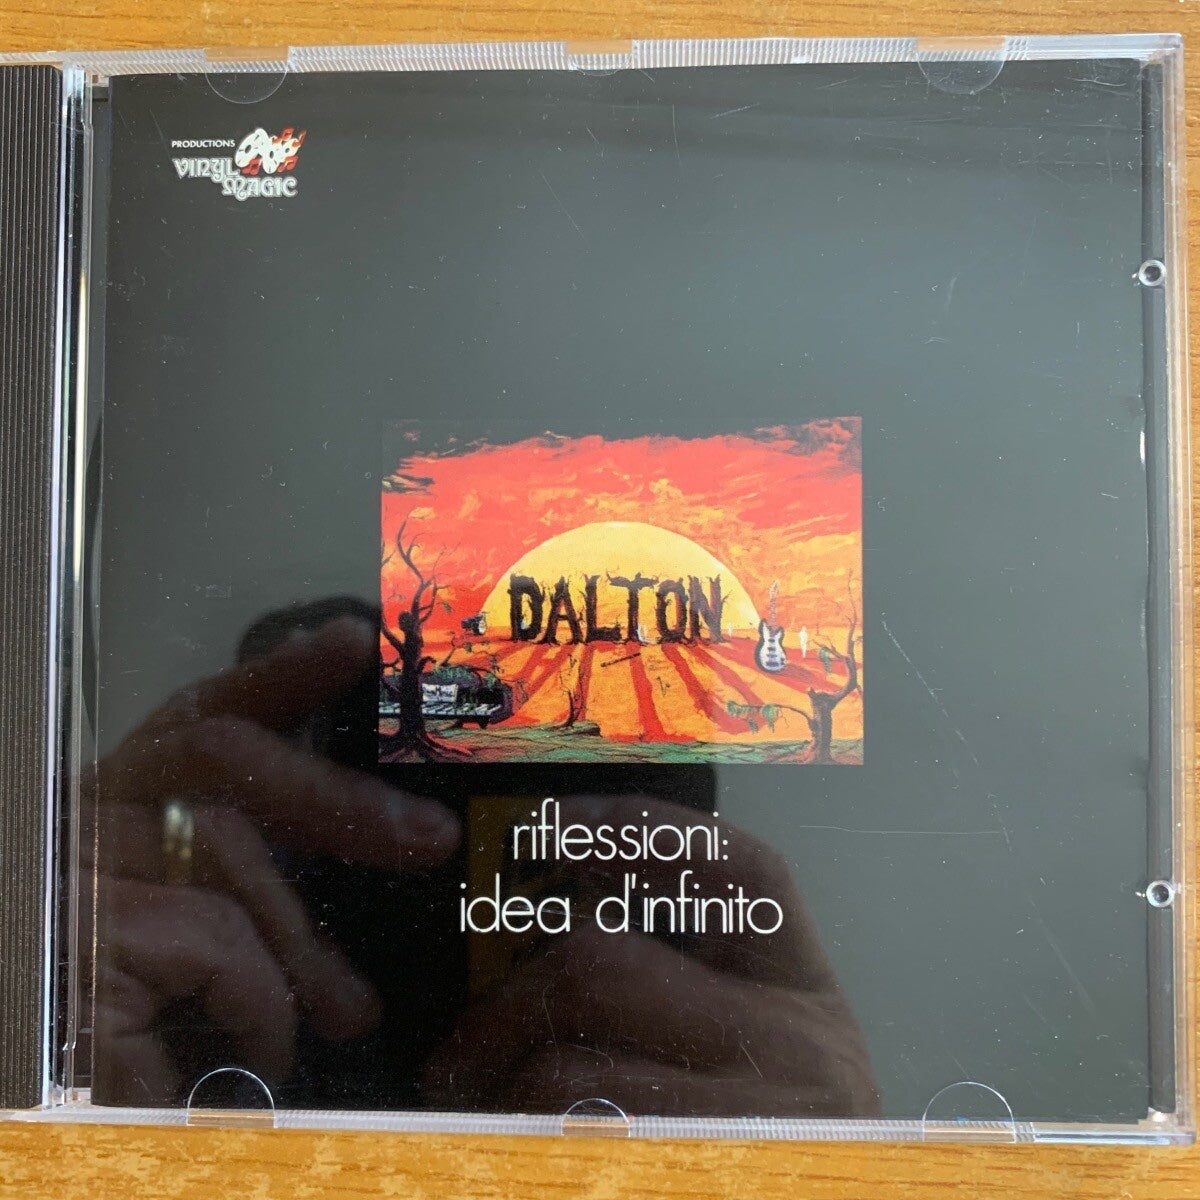 PRODUCTIONS
VINYL
MAGIC
DALTON
riflessioni:
idea d'infinito